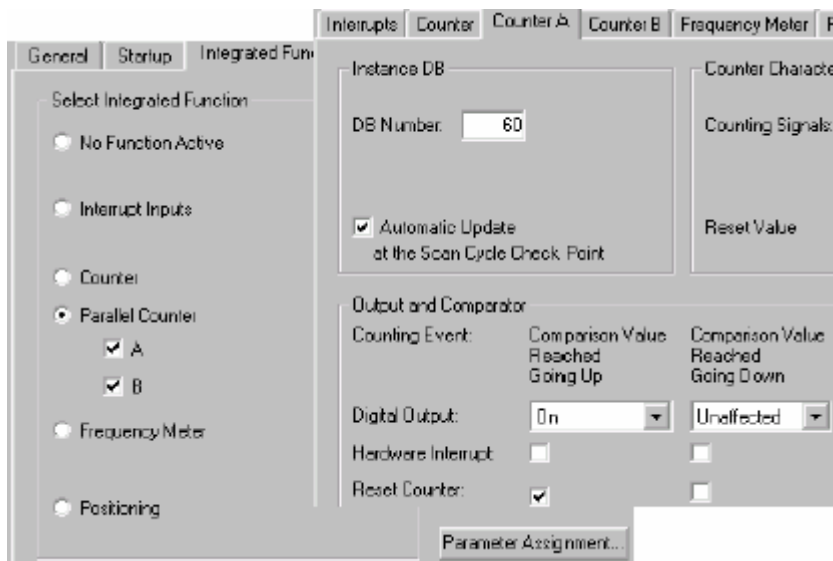 General Startup Integrated Fun
Select Integrated Function
No Function Active
Interrupt Inputs
Counter
Parallel Counter
A
B
Frequency Meter
Positioning
Interrupts Counter Counter A Counter B Frequency Meter
Instance DB
DB Number: 60
Automatic Update
at the Scan Cycle Check Point
Counter Characte
Counting Signals:
Reset Value
Output and Comparator
Counting Event: Comparison Value Comparison Value
Reached Reached
Going Up Going Down
Digital Output: On Unaffected
Hardware Interrupt:
Reset Counter:
Parameter Assignment...